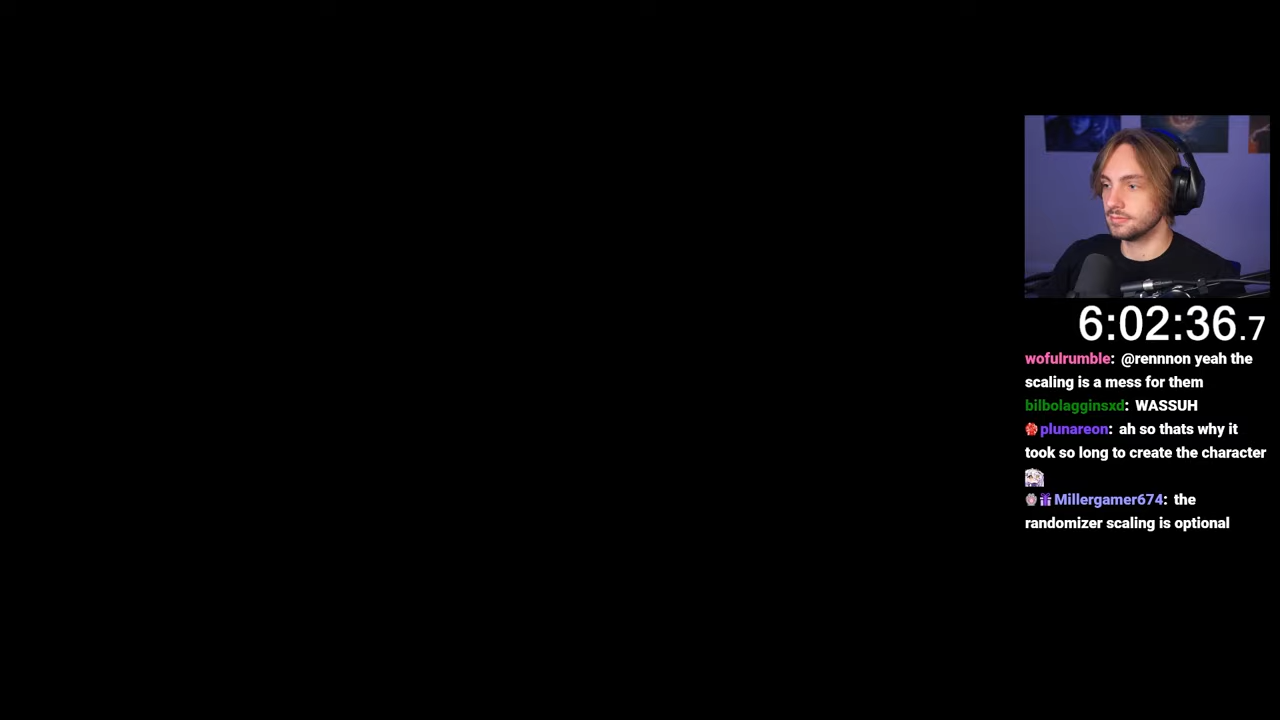 6:02:36.7
wofulrumble: @rennnon yeah the
scaling is a mess for them
bilbolagginsxd: WASSUH
plunareon: ah so thats why it
took so long to create the character
Millergamer674: the
randomizer scaling is optional